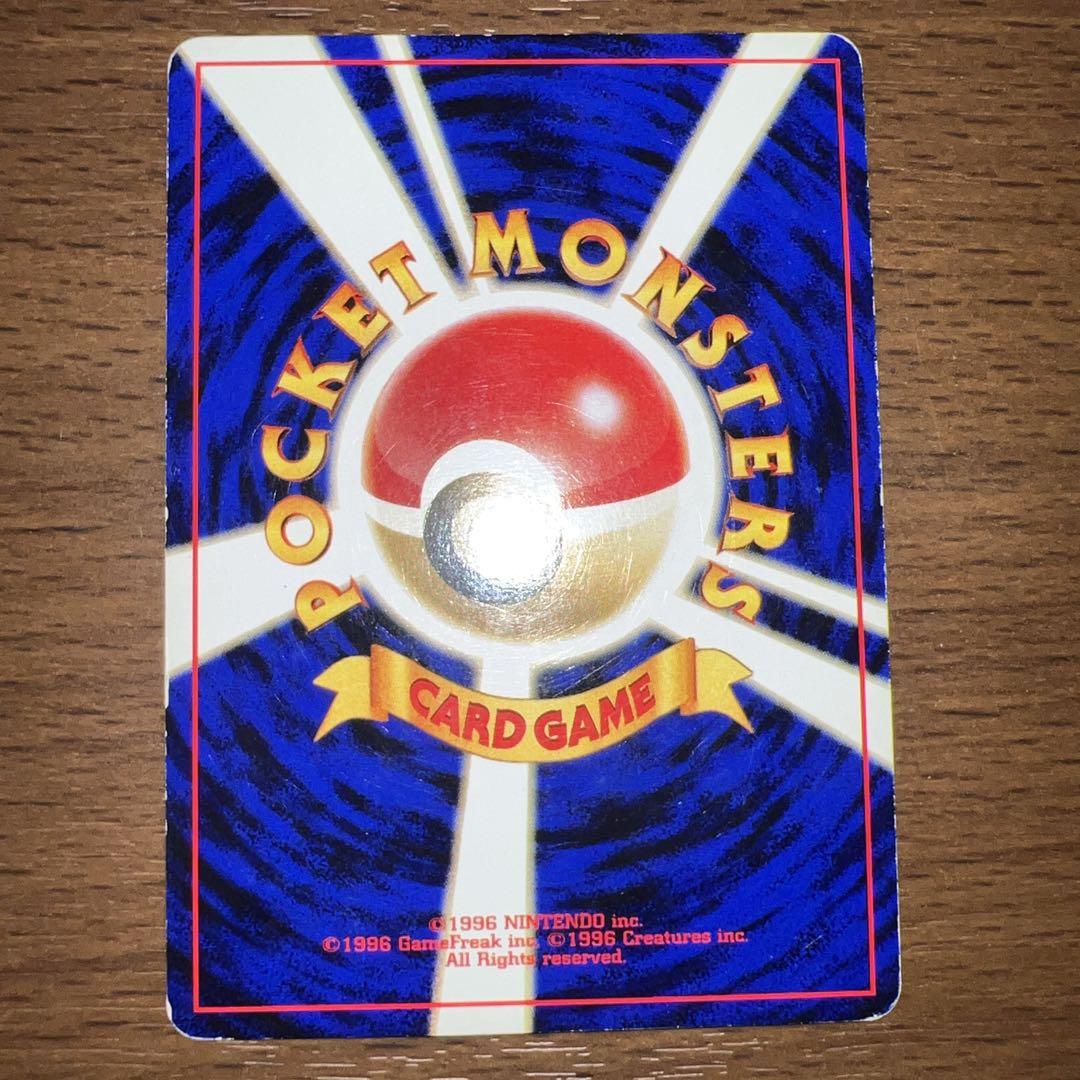 POCKET MONSTERS
CARD GAME
©1996 NINTENDO inc.
©1996 GameFreak inc. ©1996 Creatures inc.
All Rights reserved.